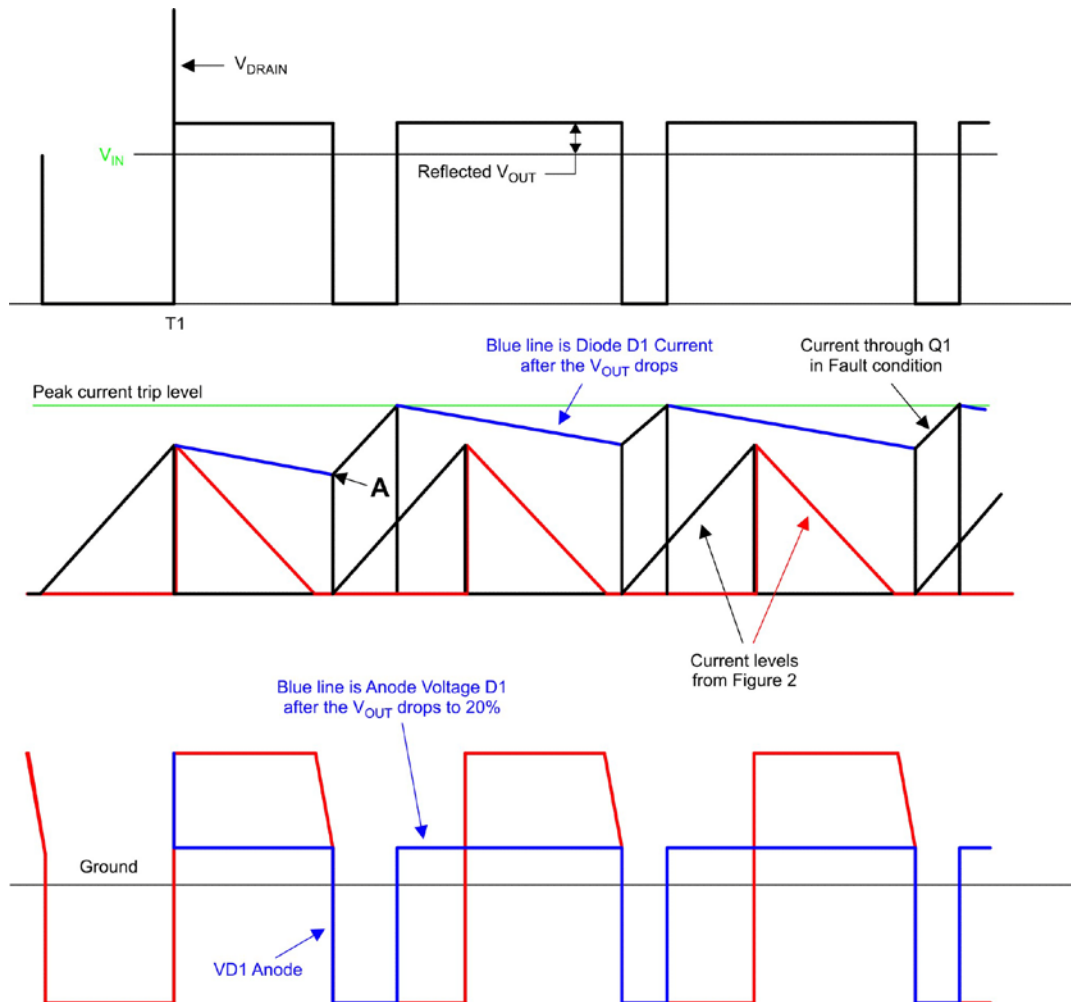 V_DRAIN
V_IN
Reflected V_OUT
T1
Blue line is Diode D1 Current
after the V_OUT drops
Current through Q1
in Fault condition
Peak current trip level
A
Current levels
from Figure 2
Blue line is Anode Voltage D1
after the V_OUT drops to 20%
Ground
VD1 Anode